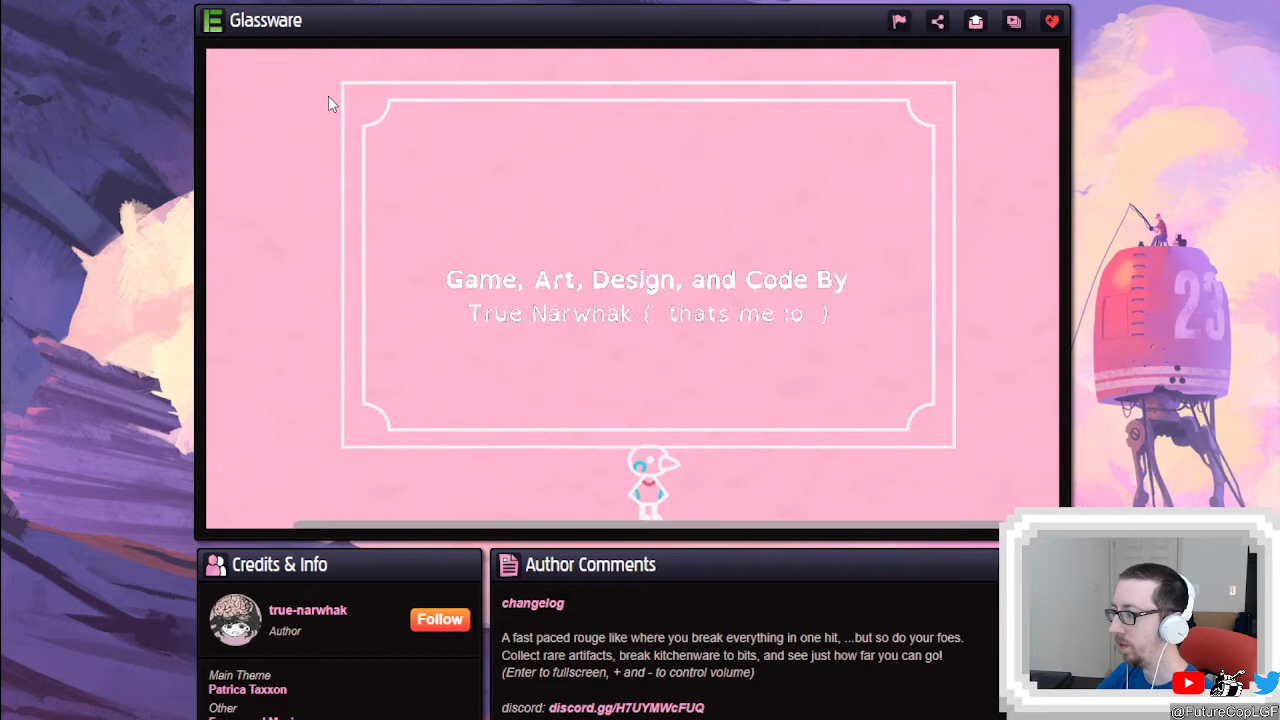 Glassware
Game, Art, Design, and Code By
True Narwhak ( thats me :o )
23
Credits & Info
true-narwhak
Author
Follow
Main Theme
Patrica Taxxon
Other
Author Comments
changelog
A fast paced rouge like where you break everything in one hit, ...but so do your foes.
Collect rare artifacts, break kitchenware to bits, and see just how far you can go!
(Enter to fullscreen, + and - to control volume)
discord: discord.gg/H7UYMWcFUQ
@FutureCopLGF